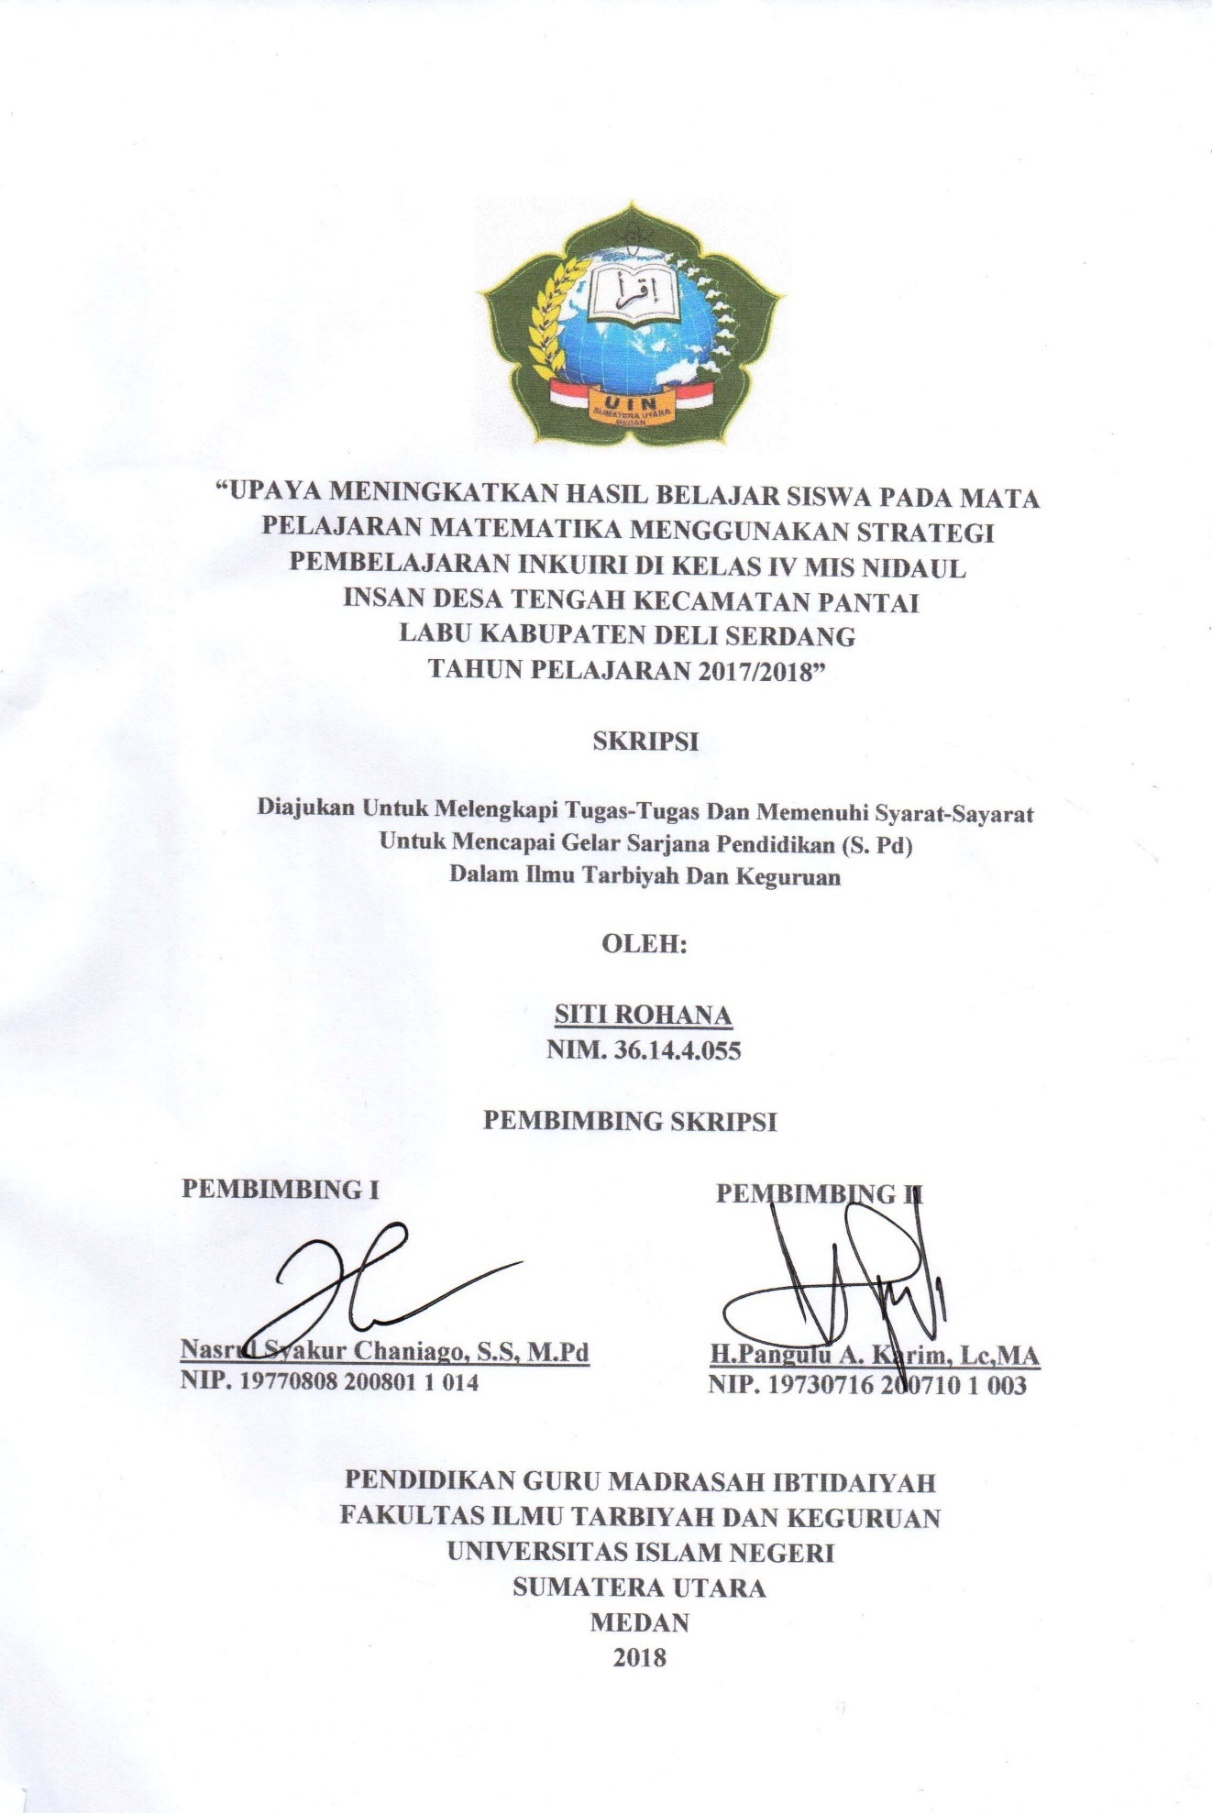 اقرأ
UIN
SUMATERA UTARA
MEDAN
“UPAYA MENINGKATKAN HASIL BELAJAR SISWA PADA MATA
PELAJARAN MATEMATIKA MENGGUNAKAN STRATEGI
PEMBELAJARAN INKUIRI DI KELAS IV MIS NIDAUL
INSAN DESA TENGAH KECAMATAN PANTAI
LABU KABUPATEN DELI SERDANG
TAHUN PELAJARAN 2017/2018”
SKRIPSI
Diajukan Untuk Melengkapi Tugas-Tugas Dan Memenuhi Syarat-Sayarat
Untuk Mencapai Gelar Sarjana Pendidikan (S. Pd)
Dalam Ilmu Tarbiyah Dan Keguruan
OLEH:
SITI ROHANA
NIM. 36.14.4.055
PEMBIMBING SKRIPSI
PEMBIMBING I
PEMBIMBING II
Nasrul Syakur Chaniago, S.S, M.Pd
H.Pangulu A. Karim, Lc,MA
NIP. 19770808 200801 1 014
NIP. 19730716 200710 1 003
PENDIDIKAN GURU MADRASAH IBTIDAIYAH
FAKULTAS ILMU TARBIYAH DAN KEGURUAN
UNIVERSITAS ISLAM NEGERI
SUMATERA UTARA
MEDAN
2018